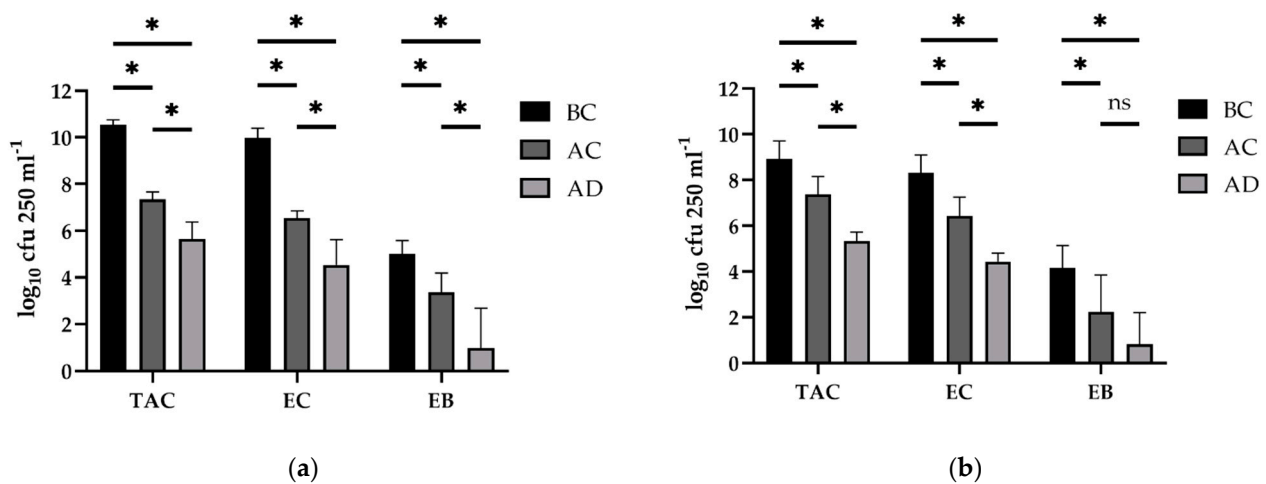 * * *
* * *
* * *
12
10
8
6
4
2
0
log10 cfu 250 ml-1
TAC EC EB
BC
AC
AD
(a)
* * *
* * *
* * ns
12
10
8
6
4
2
0
log10 cfu 250 ml-1
TAC EC EB
BC
AC
AD
(b)